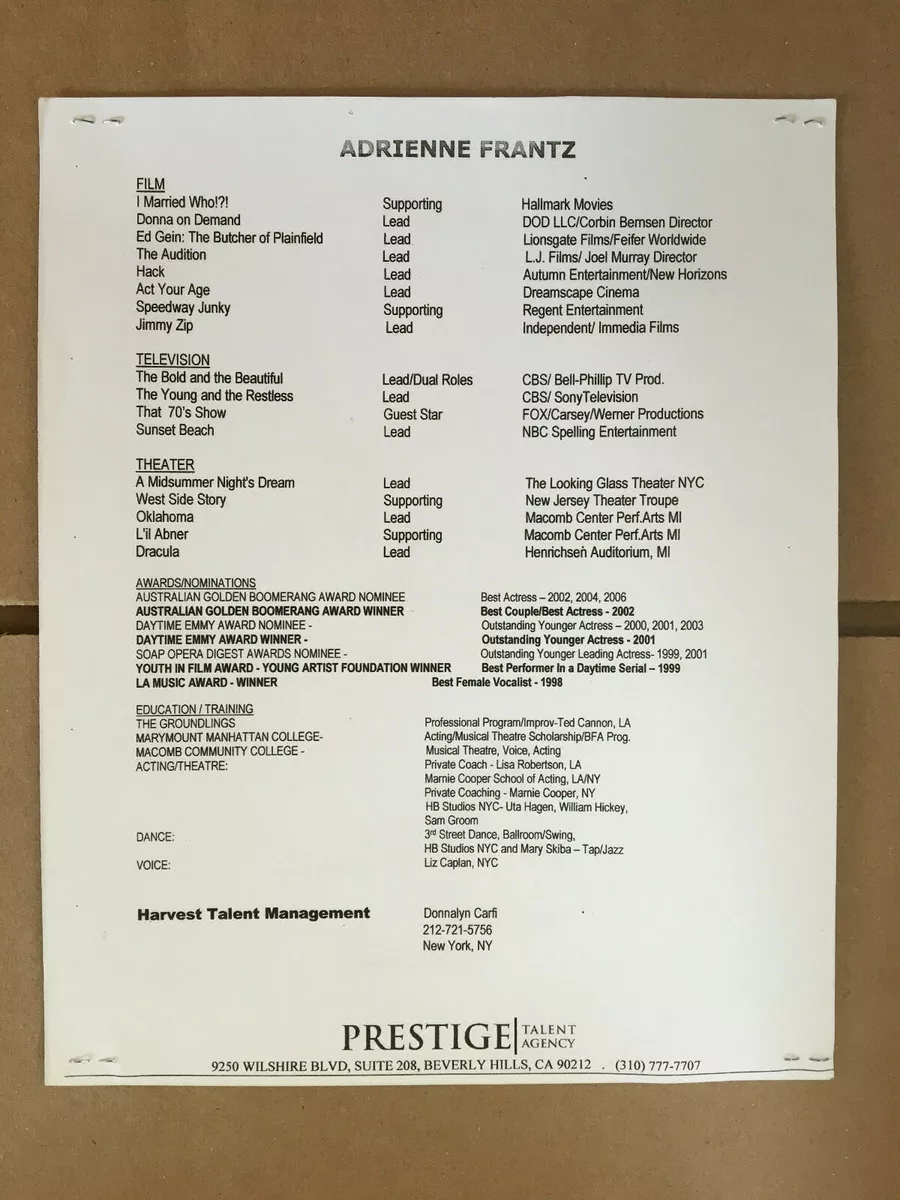 ADRIENNE FRANTZ
FILM
I Married Who!?! Supporting Hallmark Movies
Donna on Demand Lead DOD LLC/Corbin Bernsen Director
Ed Gein: The Butcher of Plainfield Lead Lionsgate Films/Feifer Worldwide
The Audition Lead L.J. Films/ Joel Murray Director
Hack Lead Autumn Entertainment/New Horizons
Act Your Age Lead Dreamscape Cinema
Speedway Junky Supporting Regent Entertainment
Jimmy Zip Lead Independent/ Immedia Films
TELEVISION
The Bold and the Beautiful Lead/Dual Roles CBS/ Bell-Phillip TV Prod.
The Young and the Restless Lead CBS/ SonyTelevision
That 70's Show Guest Star FOX/Carsey/Werner Productions
Sunset Beach Lead NBC Spelling Entertainment
THEATER
A Midsummer Night's Dream Lead The Looking Glass Theater NYC
West Side Story Supporting New Jersey Theater Troupe
Oklahoma Lead Macomb Center Perf.Arts MI
L'il Abner Supporting Macomb Center Perf.Arts MI
Dracula Lead Henrichsen Auditorium, MI
AWARDS/NOMINATIONS
AUSTRALIAN GOLDEN BOOMERANG AWARD NOMINEE Best Actress – 2002, 2004, 2006
AUSTRALIAN GOLDEN BOOMERANG AWARD WINNER Best Couple/Best Actress - 2002
DAYTIME EMMY AWARD NOMINEE - Outstanding Younger Actress – 2000, 2001, 2003
DAYTIME EMMY AWARD WINNER - Outstanding Younger Actress - 2001
SOAP OPERA DIGEST AWARDS NOMINEE - Outstanding Younger Leading Actress- 1999, 2001
YOUTH IN FILM AWARD - YOUNG ARTIST FOUNDATION WINNER Best Performer In a Daytime Serial – 1999
LA MUSIC AWARD - WINNER Best Female Vocalist - 1998
EDUCATION / TRAINING
THE GROUNDLINGS Professional Program/Improv-Ted Cannon, LA
MARYMOUNT MANHATTAN COLLEGE- Acting/Musical Theatre Scholarship/BFA Prog.
MACOMB COMMUNITY COLLEGE - Musical Theatre, Voice, Acting
ACTING/THEATRE: Private Coach - Lisa Robertson, LA
Marnie Cooper School of Acting, LA/NY
Private Coaching - Marnie Cooper, NY
HB Studios NYC- Uta Hagen, William Hickey,
Sam Groom
DANCE: 3rd Street Dance, Ballroom/Swing,
HB Studios NYC and Mary Skiba – Tap/Jazz
VOICE: Liz Caplan, NYC
Harvest Talent Management Donnalyn Carfi
212-721-5756
New York, NY
PRESTIGE TALENT AGENCY
9250 WILSHIRE BLVD, SUITE 208, BEVERLY HILLS, CA 90212 . (310) 777-7707